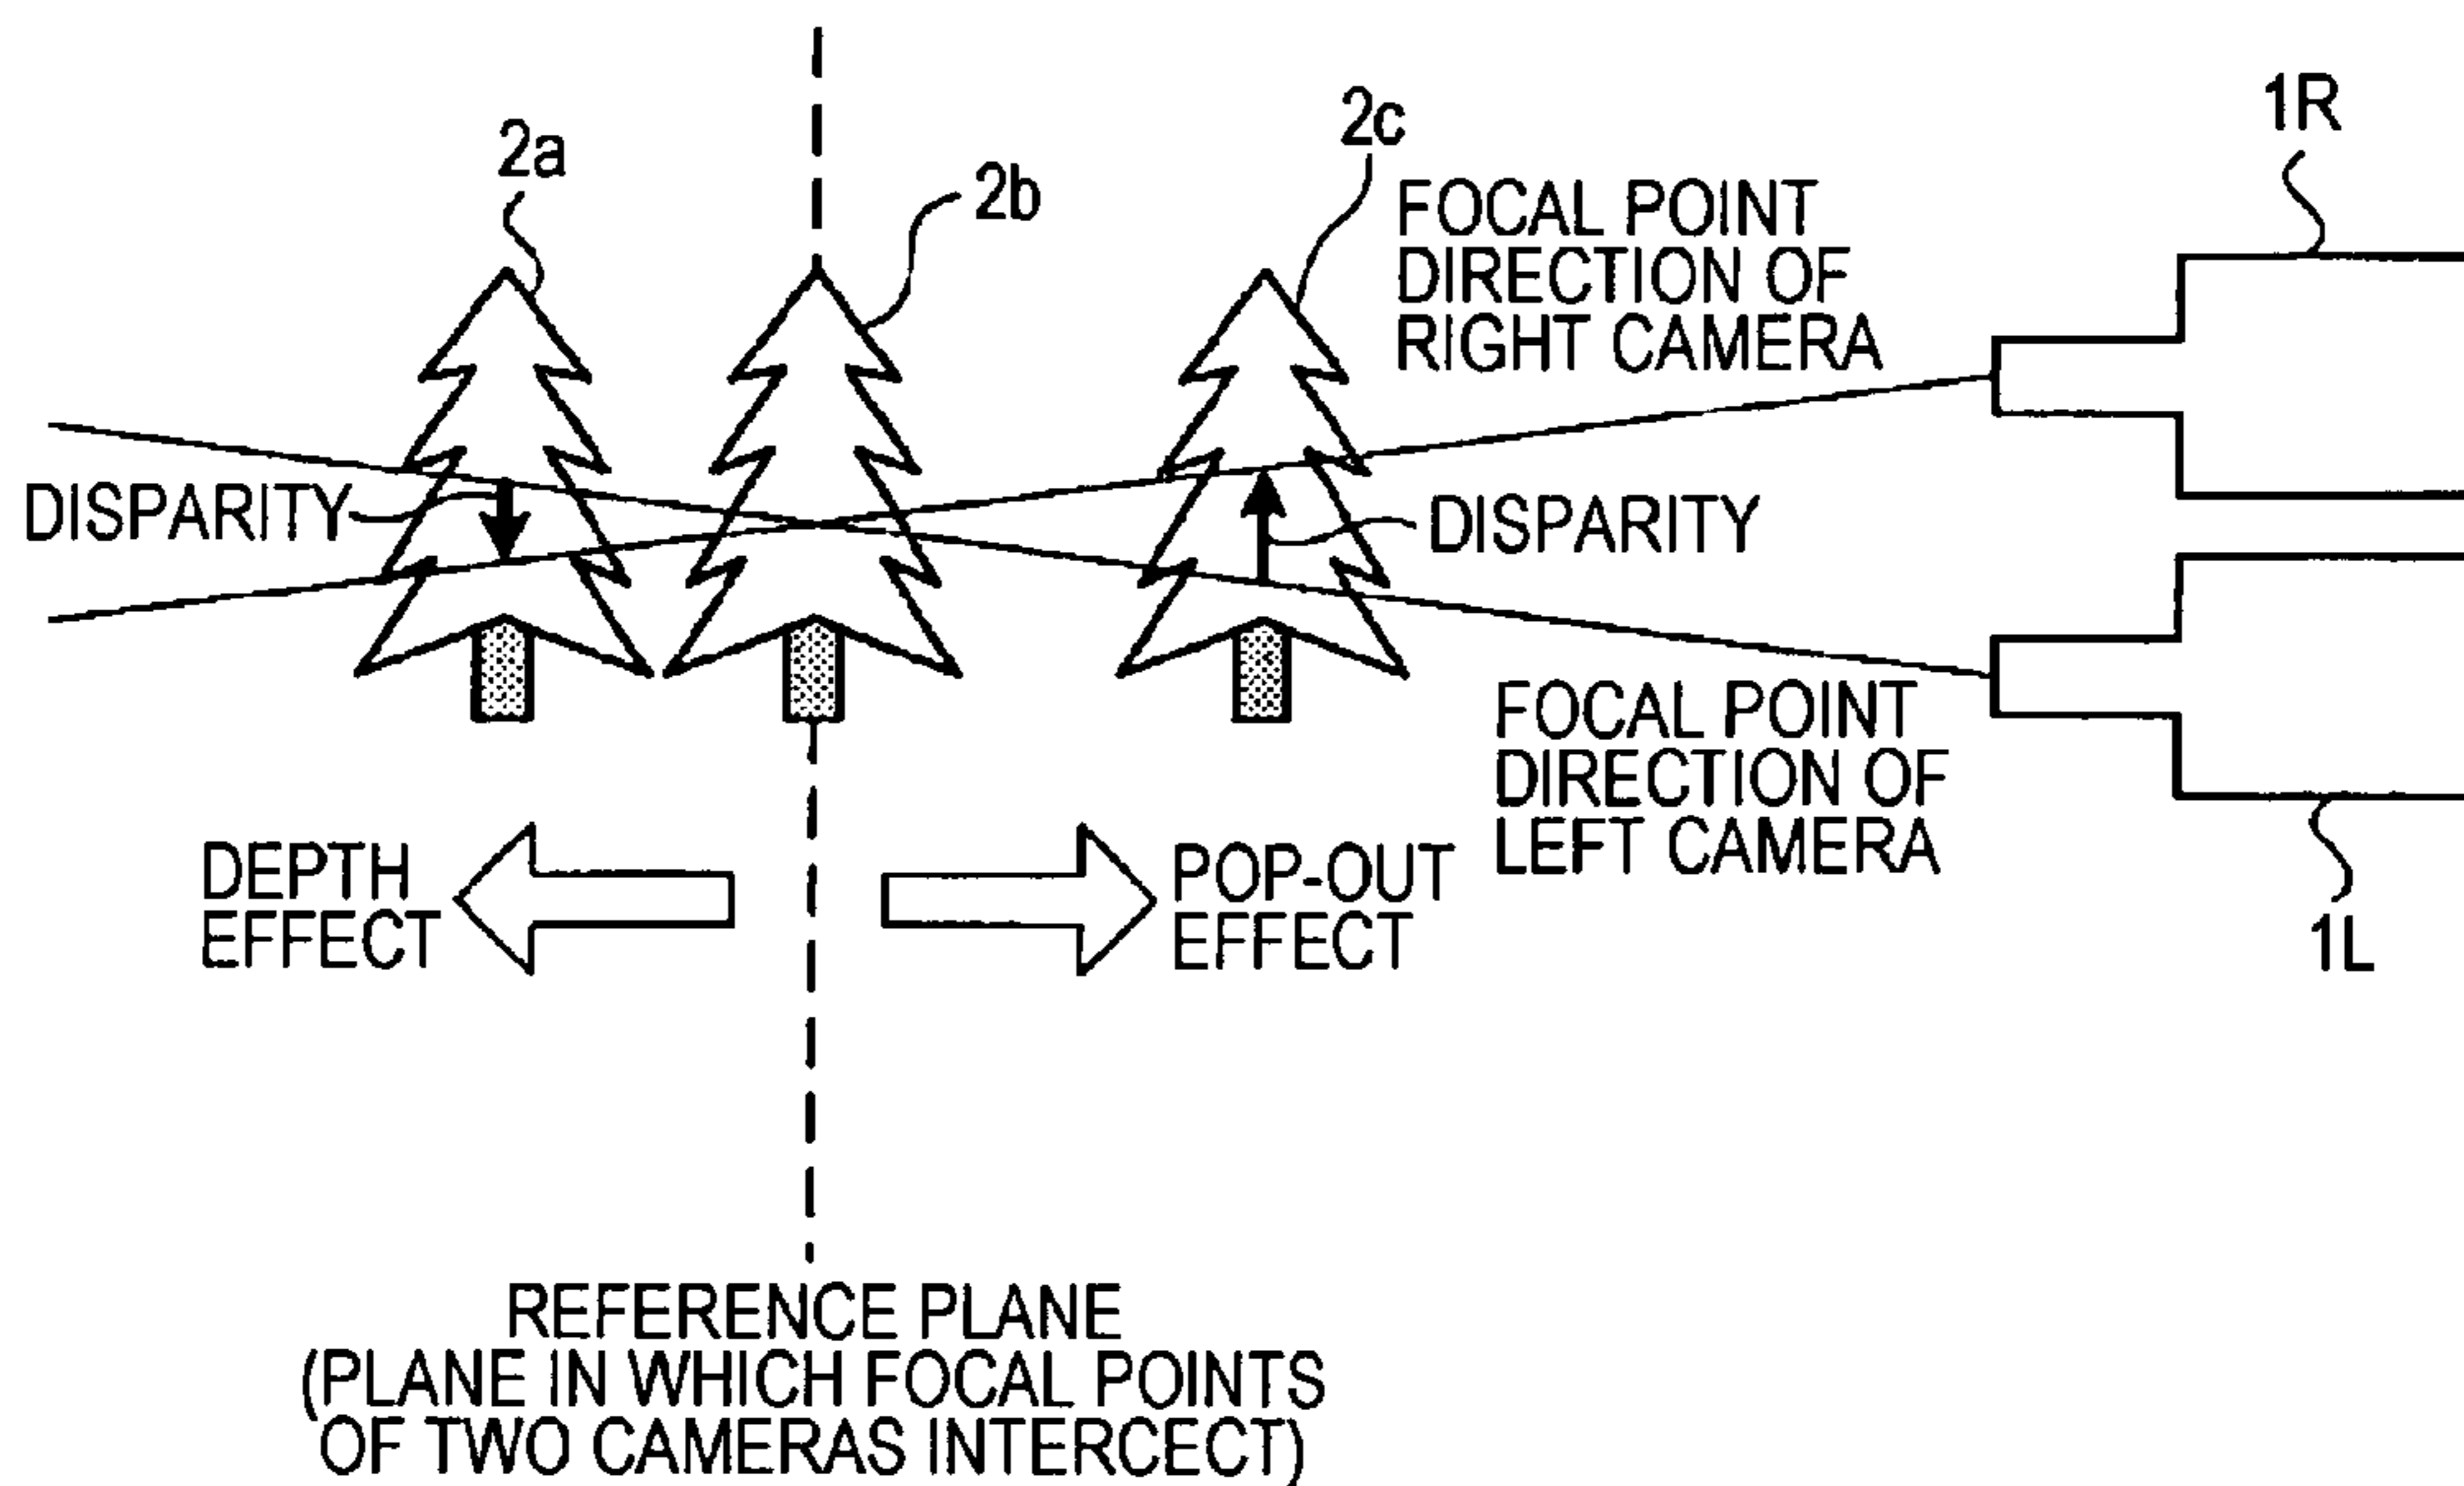 1R
2c
2a
2b
FOCAL POINT
DIRECTION OF
RIGHT CAMERA
DISPARITY
DISPARITY
FOCAL POINT
DIRECTION OF
LEFT CAMERA
DEPTH
EFFECT
POP-OUT
EFFECT
1L
REFERENCE PLANE
(PLANE IN WHICH FOCAL POINTS
OF TWO CAMERAS INTERCECT)